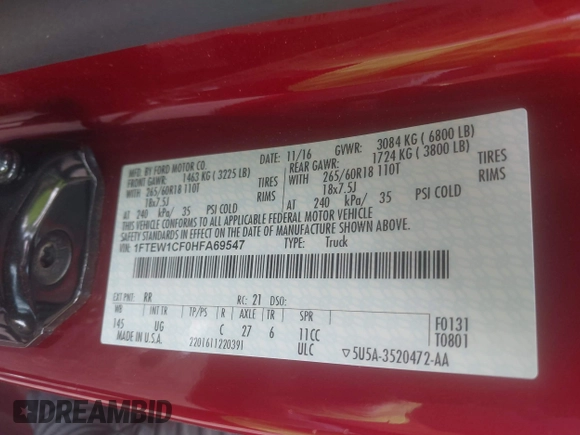 MFD. BY FORD MOTOR CO.
DATE: 11/16 GVWR: 3084 KG ( 6800 LB)
FRONT GAWR: 1463 KG ( 3225 LB) REAR GAWR: 1724 KG ( 3800 LB)
WITH 265/60R18 110T TIRES WITH 265/60R18 110T TIRES
18x7.5J RIMS 18x7.5J RIMS
AT 240 kPa/ 35 PSI COLD AT 240 kPa/ 35 PSI COLD
THIS VEHICLE CONFORMS TO ALL APPLICABLE FEDERAL MOTOR VEHICLE
SAFETY STANDARDS IN EFFECT ON THE DATE OF MANUFACTURE SHOWN ABOVE.
VIN: 1FTEW1CF0HFA69547 TYPE: Truck
EXT PNT: RR RC: 21 DSO:
WB INT TR TP/PS R AXLE TR SPR
145 UG C 27 6 11CC F0131
MADE IN U.S.A. ULC T0801
2201611220391 5U5A-3520472-AA
DREAMBID